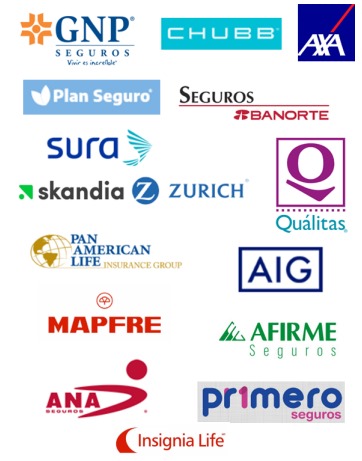 GNP®
SEGUROS
Vivir es increíble®
CHUBB®
AXA
Plan Seguro®
SEGUROS
BANORTE
sura
skandia
Z ZURICH®
Q
Quálitas®
PAN
AMERICAN
LIFE INSURANCE GROUP
AIG
MAPFRE
AFIRME
Seguros
ANA
SEGUROS ®
pr1mero
seguros
Insignia Life